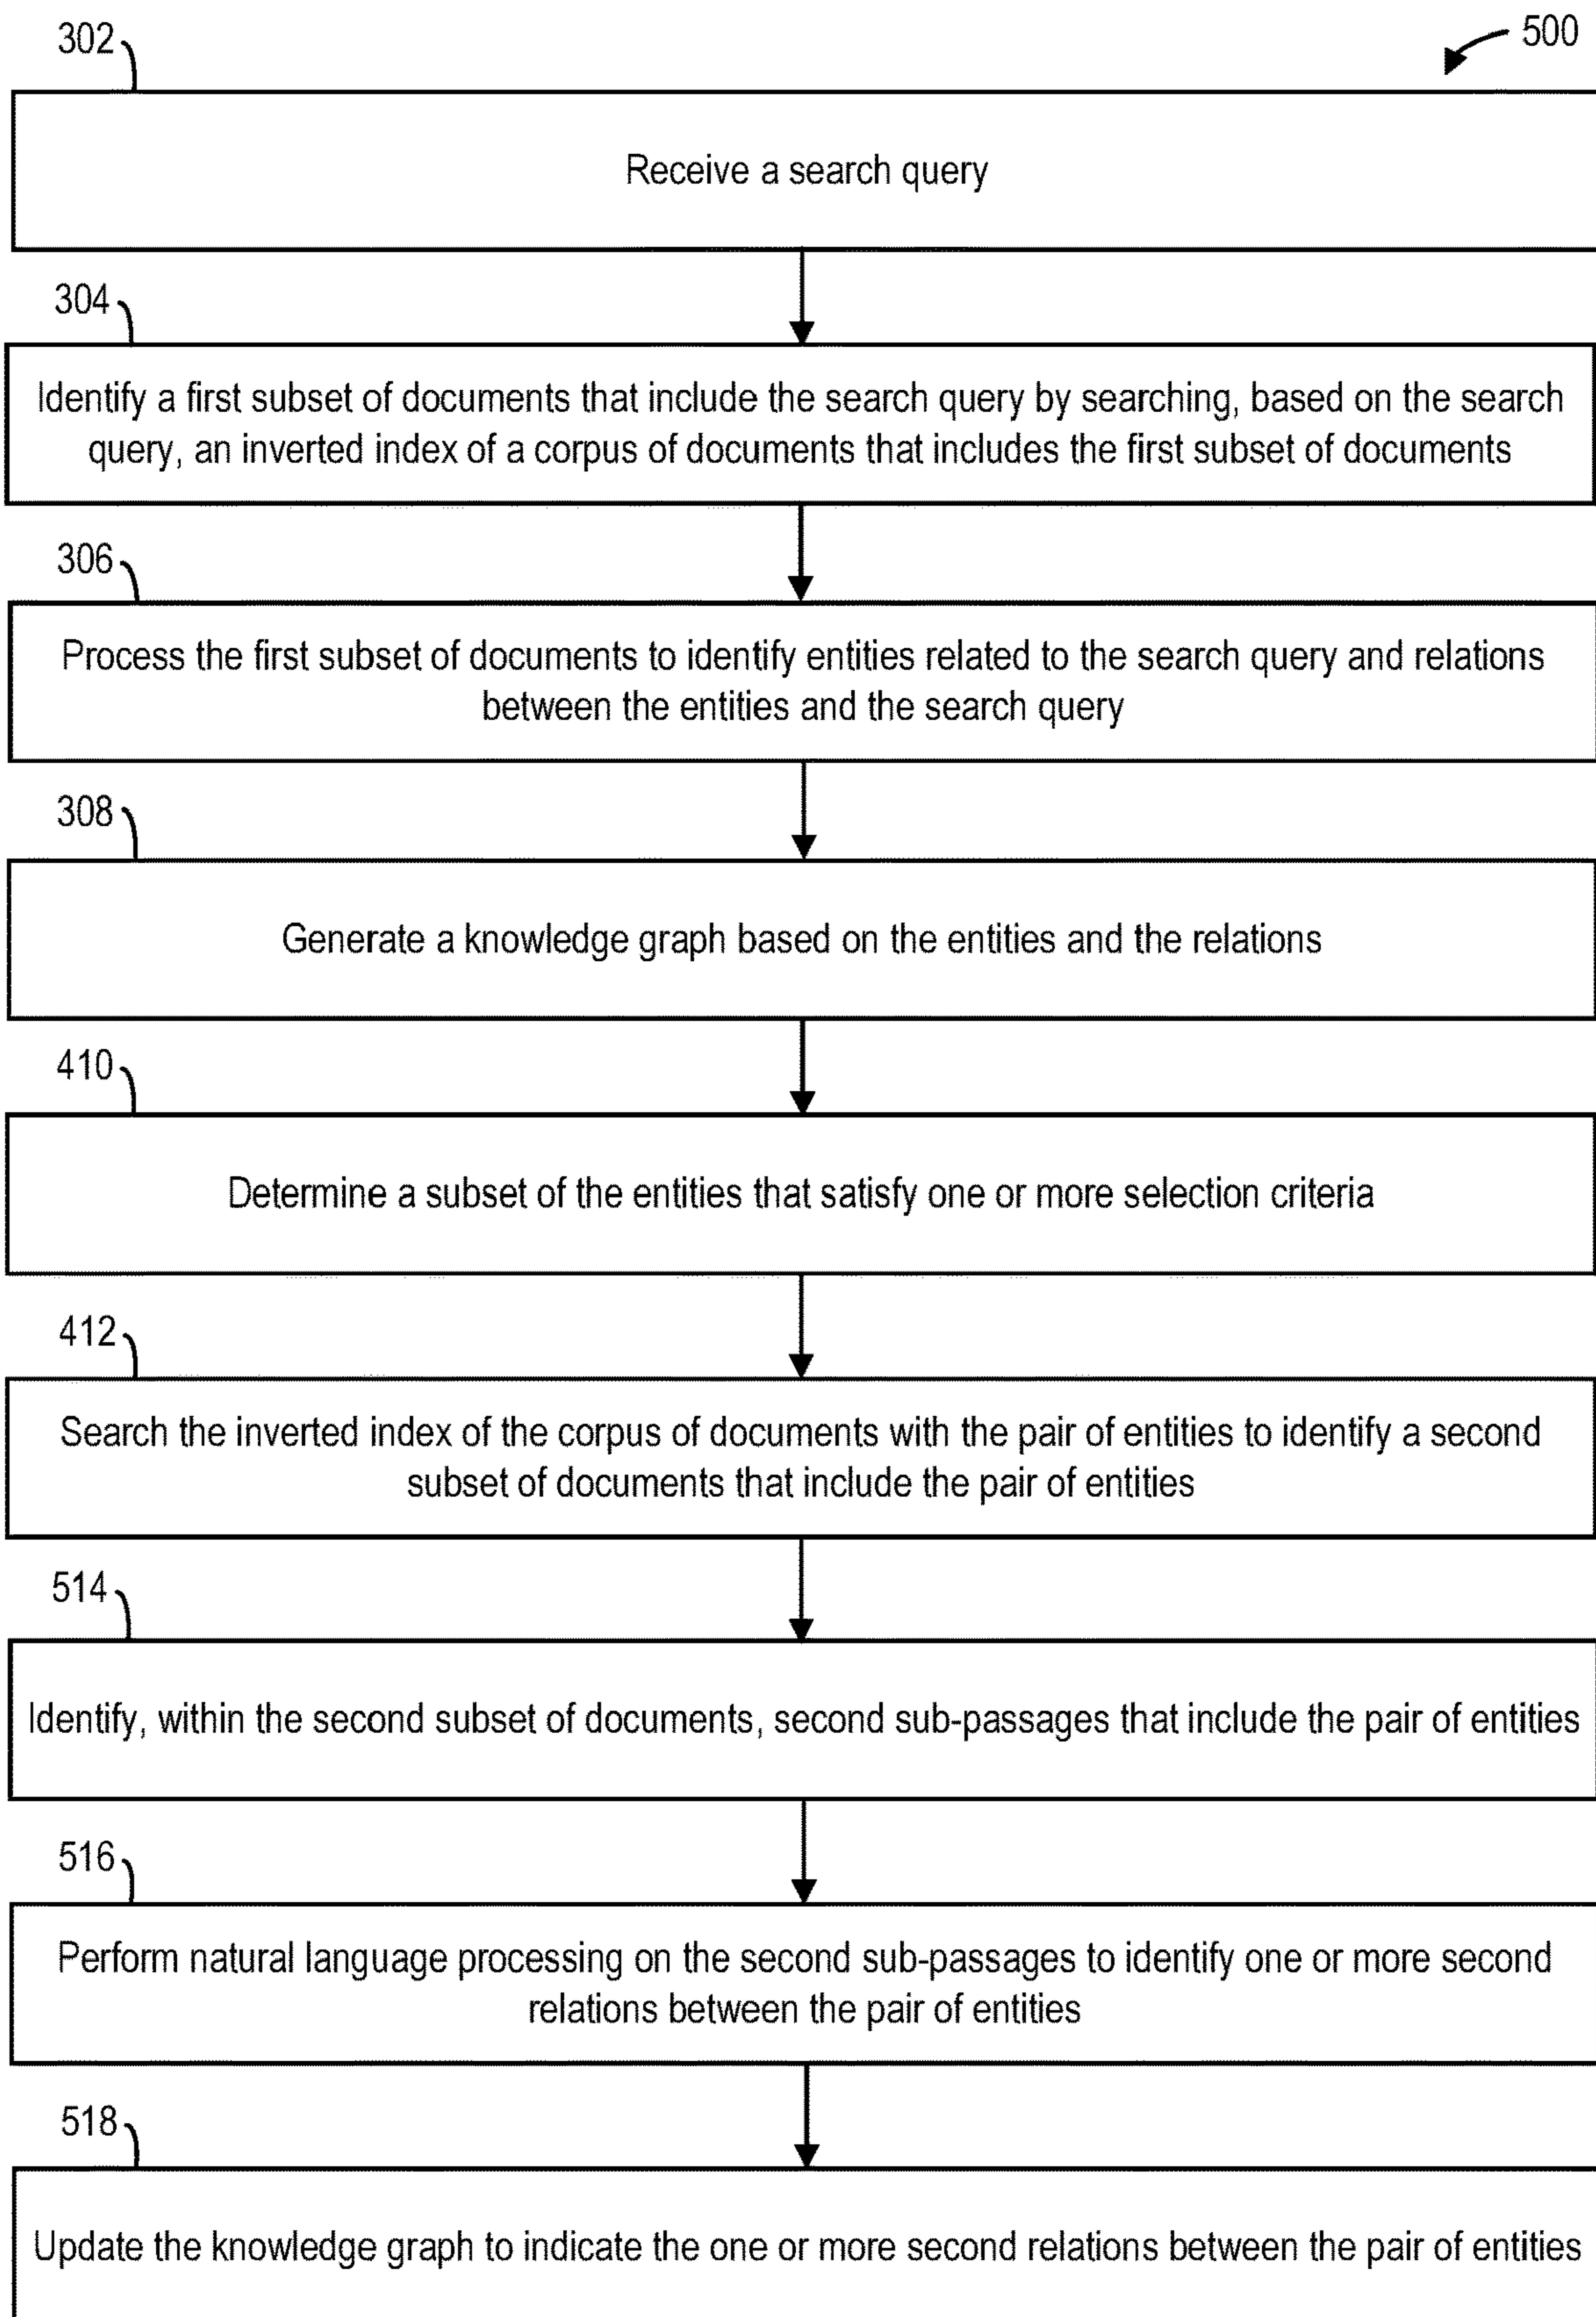 500
302
Receive a search query
304
Identify a first subset of documents that include the search query by searching, based on the search
query, an inverted index of a corpus of documents that includes the first subset of documents
306
Process the first subset of documents to identify entities related to the search query and relations
between the entities and the search query
308
Generate a knowledge graph based on the entities and the relations
410
Determine a subset of the entities that satisfy one or more selection criteria
412
Search the inverted index of the corpus of documents with the pair of entities to identify a second
subset of documents that include the pair of entities
514
Identify, within the second subset of documents, second sub-passages that include the pair of entities
516
Perform natural language processing on the second sub-passages to identify one or more second
relations between the pair of entities
518
Update the knowledge graph to indicate the one or more second relations between the pair of entities